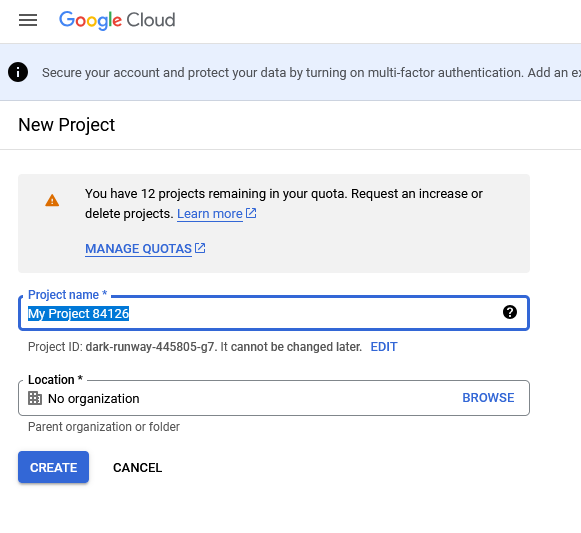 Google Cloud
Secure your account and protect your data by turning on multi-factor authentication. Add an
New Project
You have 12 projects remaining in your quota. Request an increase or
delete projects. Learn more
MANAGE QUOTAS
Project name *
My Project 84126
Project ID: dark-runway-445805-g7. It cannot be changed later. EDIT
Location *
No organization BROWSE
Parent organization or folder
CREATE CANCEL